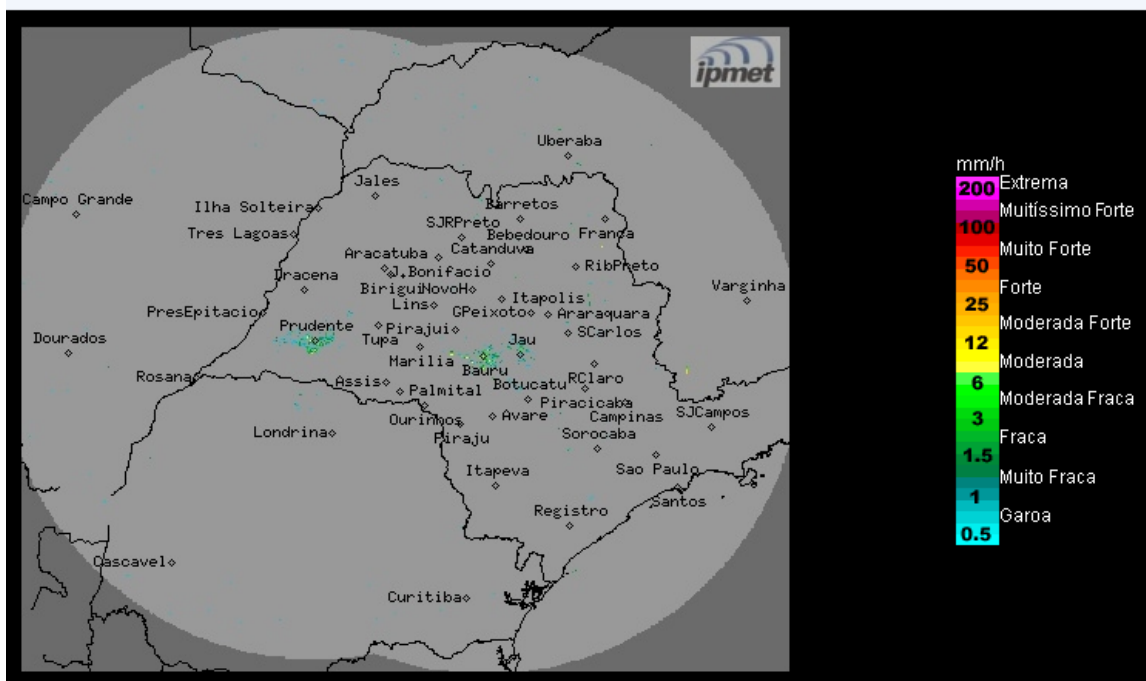 ipmet
Uberaba
Jales
Campo Grande
Ilha Solteira
Barretos
SJRPreto
Tres Lagoas
Bebedouro
Franca
Aracatuba
Catanduva
J.Bonifacio
RibPreto
Dracena
Birigui
NovoH
Varginha
Itapolis
Lins
PresEpitacio
GPeixoto
Araraquara
Prudente
Pirajui
SCarlos
Dourados
Tupa
Jau
Marilia
Bauru
Rosana
Assis
RClaro
Botucatu
Palmital
Piracicaba
Ourinhos
Avare
Campinas
SJCampos
Londrina
Piraju
Sorocaba
Itapeva
Sao Paulo
Santos
Registro
Cascavel
Curitiba
mm/h
200 Extrema
Muitíssimo Forte
100
Muito Forte
50
Forte
25
Moderada Forte
12
Moderada
6
Moderada Fraca
3
Fraca
1.5
Muito Fraca
1
Garoa
0.5